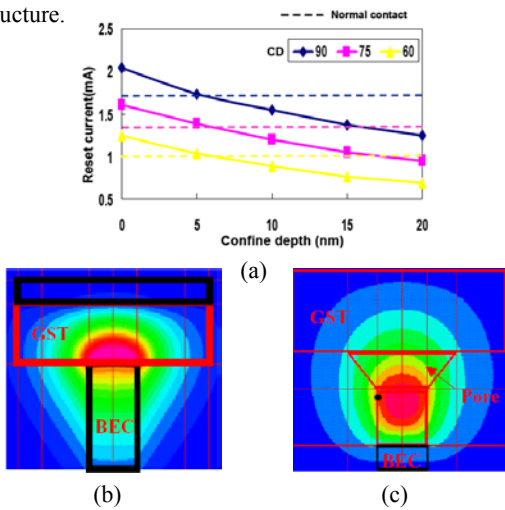 ucture.
Normal contact
CD 90 75 60
Reset current(mA)
2.5
2
1.5
1
0.5
0 5 10 15 20
Confine depth (nm)
(a)
GST
BEC
(b)
GST
Pore
BEC
(c)